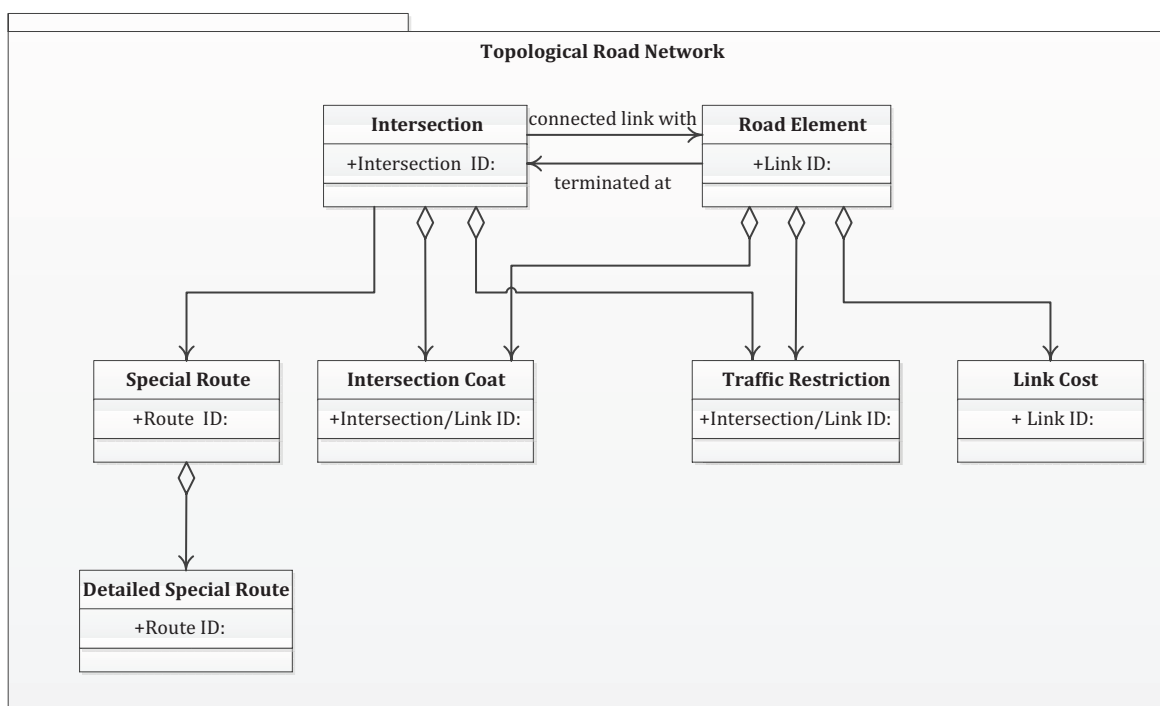 Topological Road Network
Intersection
+Intersection ID:
connected link with
terminated at
Road Element
+Link ID:
Special Route
+Route ID:
Intersection Coat
+Intersection/Link ID:
Traffic Restriction
+Intersection/Link ID:
Link Cost
+ Link ID:
Detailed Special Route
+Route ID: